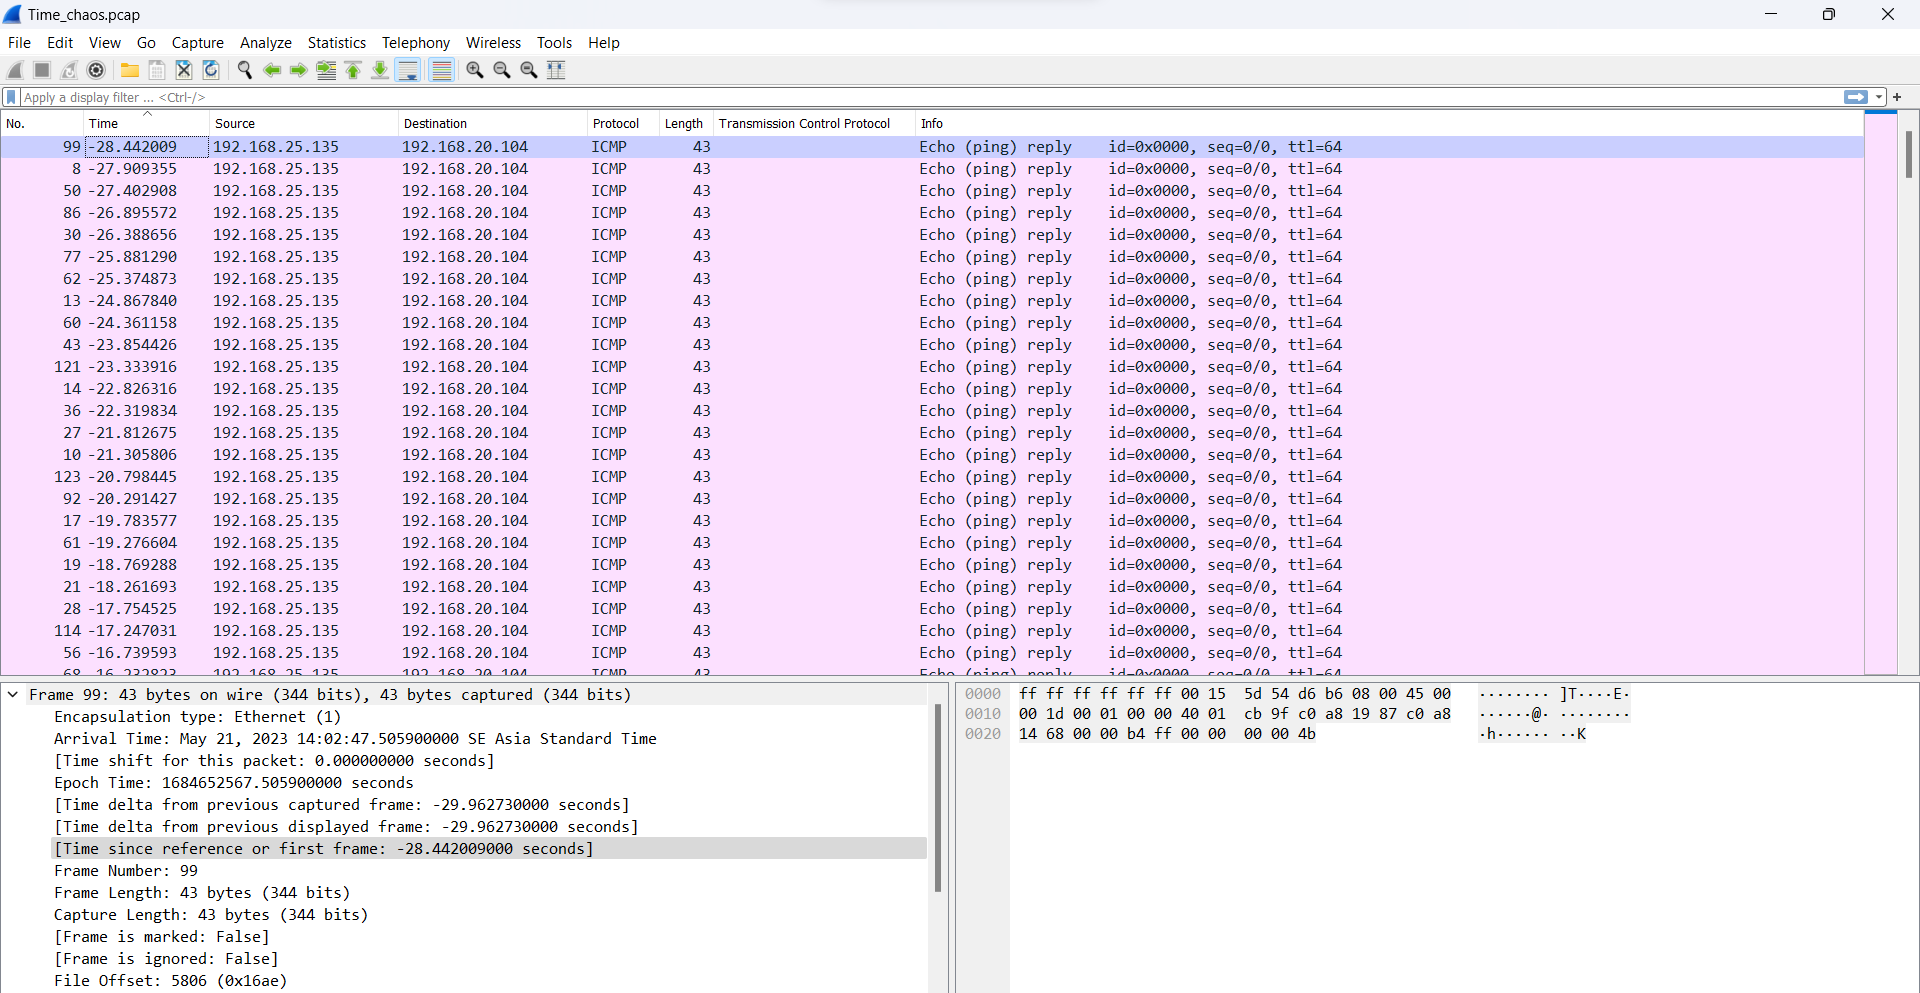 Time_chaos.pcap
File Edit View Go Capture Analyze Statistics Telephony Wireless Tools Help
Apply a display filter ... <Ctrl-/>
No. Time Source Destination Protocol Length Transmission Control Protocol Info
99 -28.442009 192.168.25.135 192.168.20.104 ICMP 43 Echo (ping) reply id=0x0000, seq=0/0, ttl=64
8 -27.909355 192.168.25.135 192.168.20.104 ICMP 43 Echo (ping) reply id=0x0000, seq=0/0, ttl=64
50 -27.402908 192.168.25.135 192.168.20.104 ICMP 43 Echo (ping) reply id=0x0000, seq=0/0, ttl=64
86 -26.895572 192.168.25.135 192.168.20.104 ICMP 43 Echo (ping) reply id=0x0000, seq=0/0, ttl=64
30 -26.388656 192.168.25.135 192.168.20.104 ICMP 43 Echo (ping) reply id=0x0000, seq=0/0, ttl=64
77 -25.881290 192.168.25.135 192.168.20.104 ICMP 43 Echo (ping) reply id=0x0000, seq=0/0, ttl=64
62 -25.374873 192.168.25.135 192.168.20.104 ICMP 43 Echo (ping) reply id=0x0000, seq=0/0, ttl=64
13 -24.867840 192.168.25.135 192.168.20.104 ICMP 43 Echo (ping) reply id=0x0000, seq=0/0, ttl=64
60 -24.361158 192.168.25.135 192.168.20.104 ICMP 43 Echo (ping) reply id=0x0000, seq=0/0, ttl=64
43 -23.854426 192.168.25.135 192.168.20.104 ICMP 43 Echo (ping) reply id=0x0000, seq=0/0, ttl=64
121 -23.333916 192.168.25.135 192.168.20.104 ICMP 43 Echo (ping) reply id=0x0000, seq=0/0, ttl=64
14 -22.826316 192.168.25.135 192.168.20.104 ICMP 43 Echo (ping) reply id=0x0000, seq=0/0, ttl=64
36 -22.319834 192.168.25.135 192.168.20.104 ICMP 43 Echo (ping) reply id=0x0000, seq=0/0, ttl=64
27 -21.812675 192.168.25.135 192.168.20.104 ICMP 43 Echo (ping) reply id=0x0000, seq=0/0, ttl=64
10 -21.305806 192.168.25.135 192.168.20.104 ICMP 43 Echo (ping) reply id=0x0000, seq=0/0, ttl=64
123 -20.798445 192.168.25.135 192.168.20.104 ICMP 43 Echo (ping) reply id=0x0000, seq=0/0, ttl=64
92 -20.291427 192.168.25.135 192.168.20.104 ICMP 43 Echo (ping) reply id=0x0000, seq=0/0, ttl=64
17 -19.783577 192.168.25.135 192.168.20.104 ICMP 43 Echo (ping) reply id=0x0000, seq=0/0, ttl=64
61 -19.276604 192.168.25.135 192.168.20.104 ICMP 43 Echo (ping) reply id=0x0000, seq=0/0, ttl=64
19 -18.769288 192.168.25.135 192.168.20.104 ICMP 43 Echo (ping) reply id=0x0000, seq=0/0, ttl=64
21 -18.261693 192.168.25.135 192.168.20.104 ICMP 43 Echo (ping) reply id=0x0000, seq=0/0, ttl=64
28 -17.754525 192.168.25.135 192.168.20.104 ICMP 43 Echo (ping) reply id=0x0000, seq=0/0, ttl=64
114 -17.247031 192.168.25.135 192.168.20.104 ICMP 43 Echo (ping) reply id=0x0000, seq=0/0, ttl=64
56 -16.739593 192.168.25.135 192.168.20.104 ICMP 43 Echo (ping) reply id=0x0000, seq=0/0, ttl=64
192.168.25.135 192.168.20.104 ICMP 43 Echo (ping) reply id=0x0000, seq=0/0, ttl=64
Frame 99: 43 bytes on wire (344 bits), 43 bytes captured (344 bits)
Encapsulation type: Ethernet (1)
Arrival Time: May 21, 2023 14:02:47.505900000 SE Asia Standard Time
[Time shift for this packet: 0.000000000 seconds]
Epoch Time: 1684652567.505900000 seconds
[Time delta from previous captured frame: -29.962730000 seconds]
[Time delta from previous displayed frame: -29.962730000 seconds]
[Time since reference or first frame: -28.442009000 seconds]
Frame Number: 99
Frame Length: 43 bytes (344 bits)
Capture Length: 43 bytes (344 bits)
[Frame is marked: False]
[Frame is ignored: False]
File Offset: 5806 (0x16ae)
0000 ff ff ff ff ff ff 00 15 5d 54 d6 b6 08 00 45 00 ········ ]T····E·
0010 00 1d 00 01 00 00 40 01 cb 9f c0 a8 19 87 c0 a8 ······@· ········
0020 14 68 00 00 b4 ff 00 00 00 00 4b ·h······ ··K